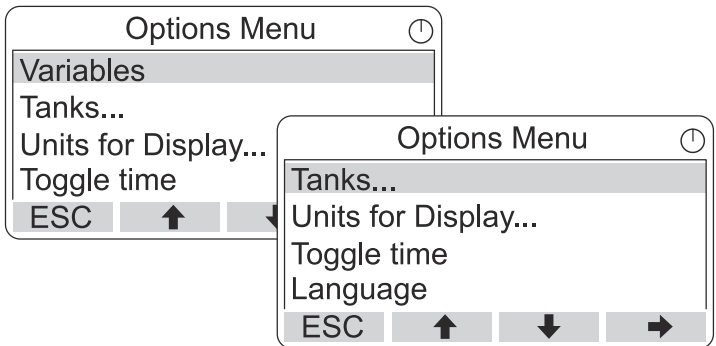 Options Menu
Variables
Tanks...
Units for Display...
Toggle time
ESC
Options Menu
Tanks...
Units for Display...
Toggle time
Language
ESC